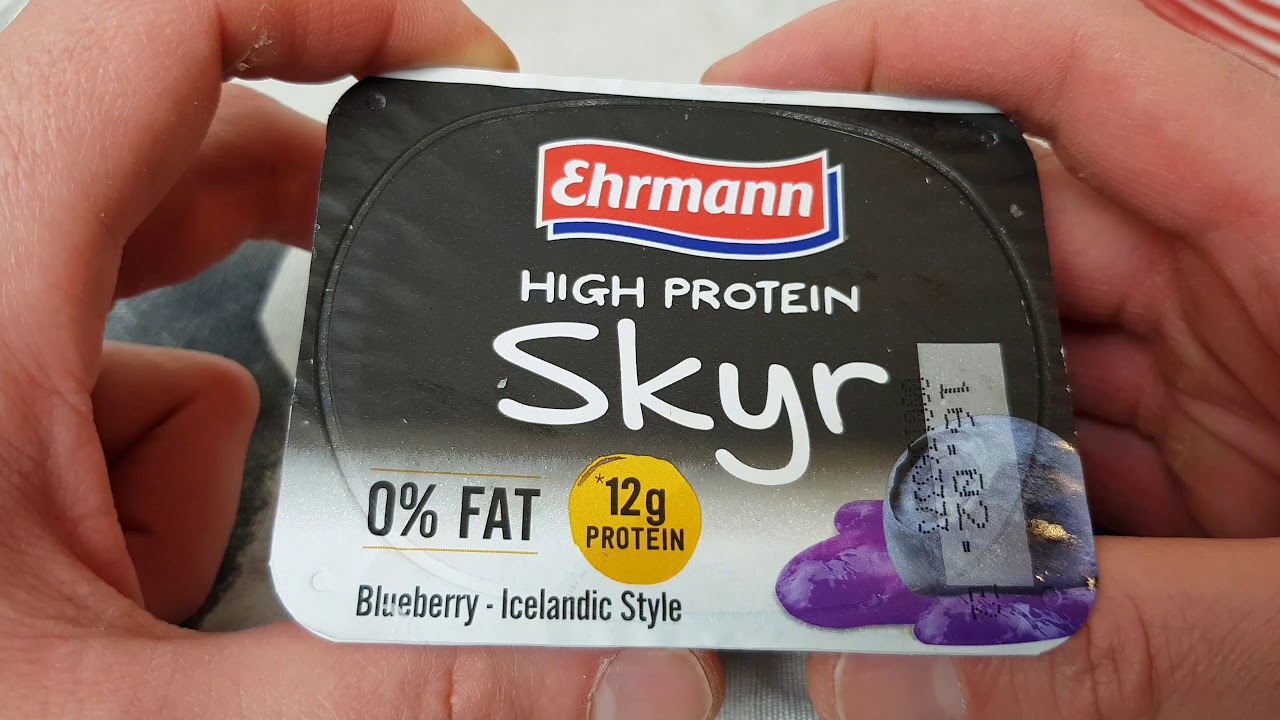 Ehrmann
HIGH PROTEIN
Skyr
0% FAT
*12g
PROTEIN
Blueberry - Icelandic Style